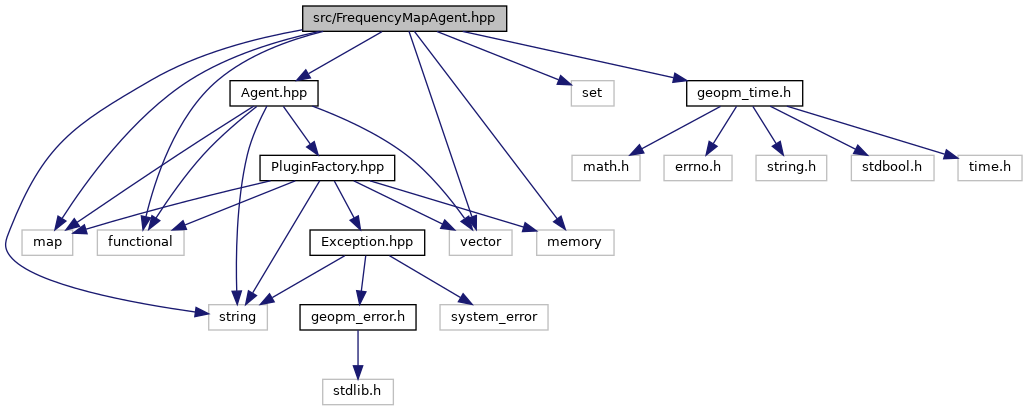 src/FrequencyMapAgent.hpp
Agent.hpp
set
geopm_time.h
PluginFactory.hpp
math.h
errno.h
string.h
stdbool.h
time.h
map
functional
Exception.hpp
vector
memory
string
geopm_error.h
system_error
stdlib.h